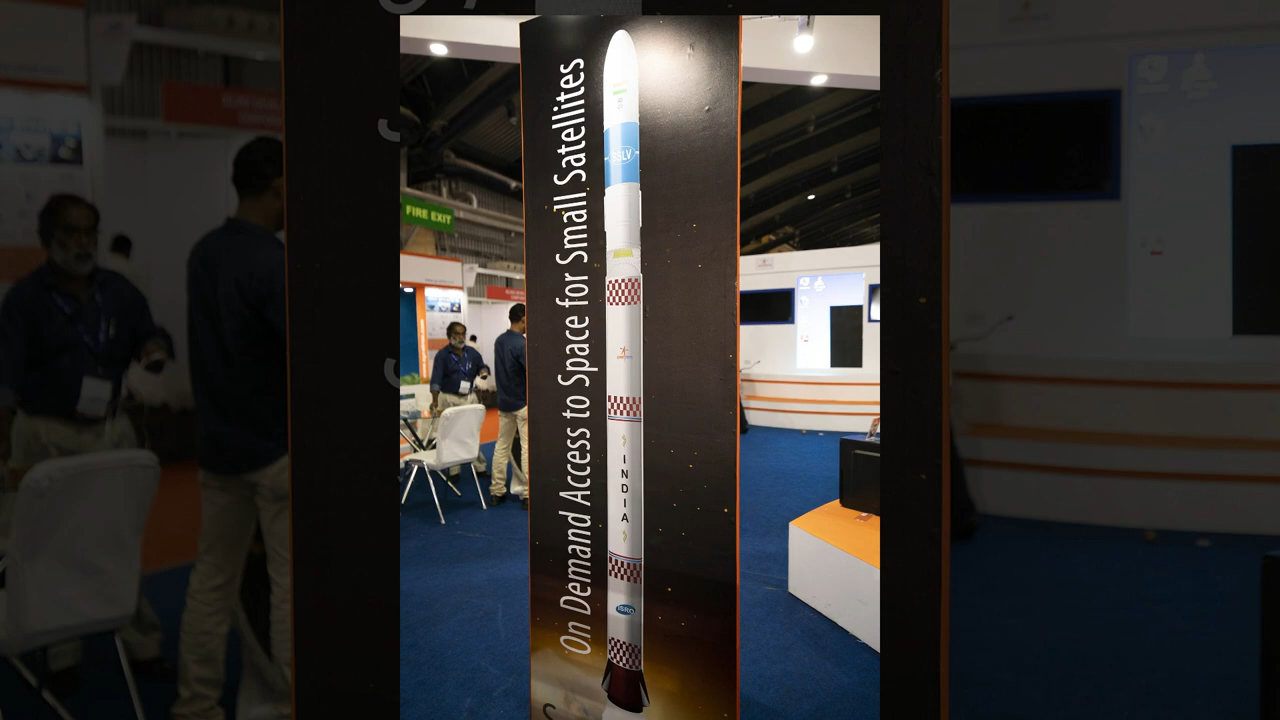 On Demand Access to Space for Small Satellites
SSLV
INDIA
ISRO
FIRE EXIT